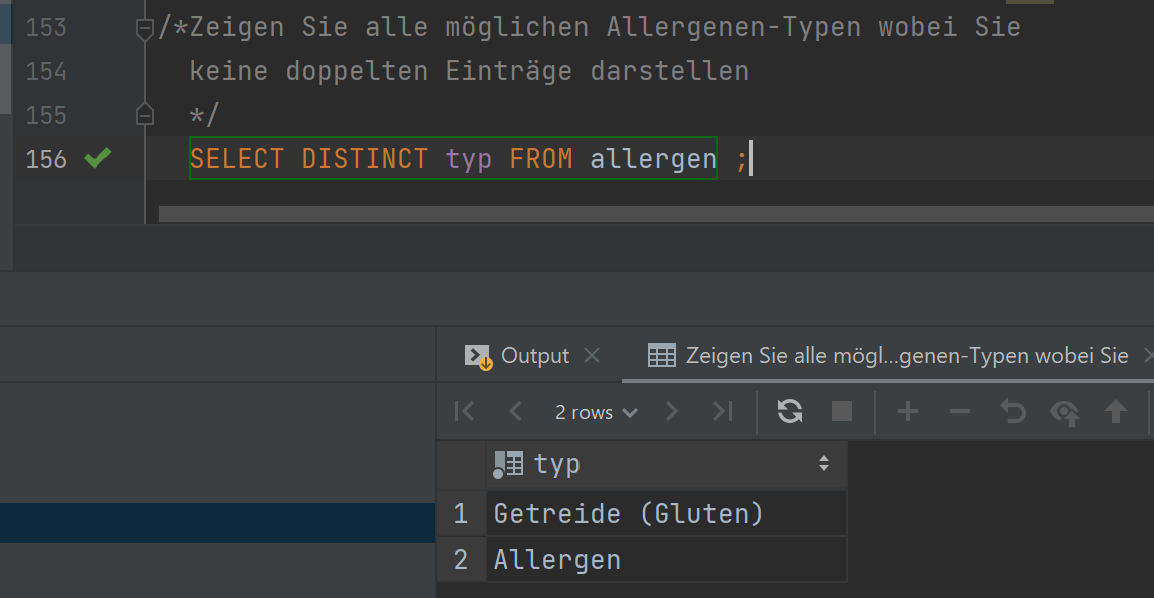 153 /*Zeigen Sie alle möglichen Allergenen-Typen wobei Sie
154 keine doppelten Einträge darstellen
155 */
156 SELECT DISTINCT typ FROM allergen ;
Output Zeigen Sie alle mögl...genen-Typen wobei Sie
2 rows
typ
1 Getreide (Gluten)
2 Allergen